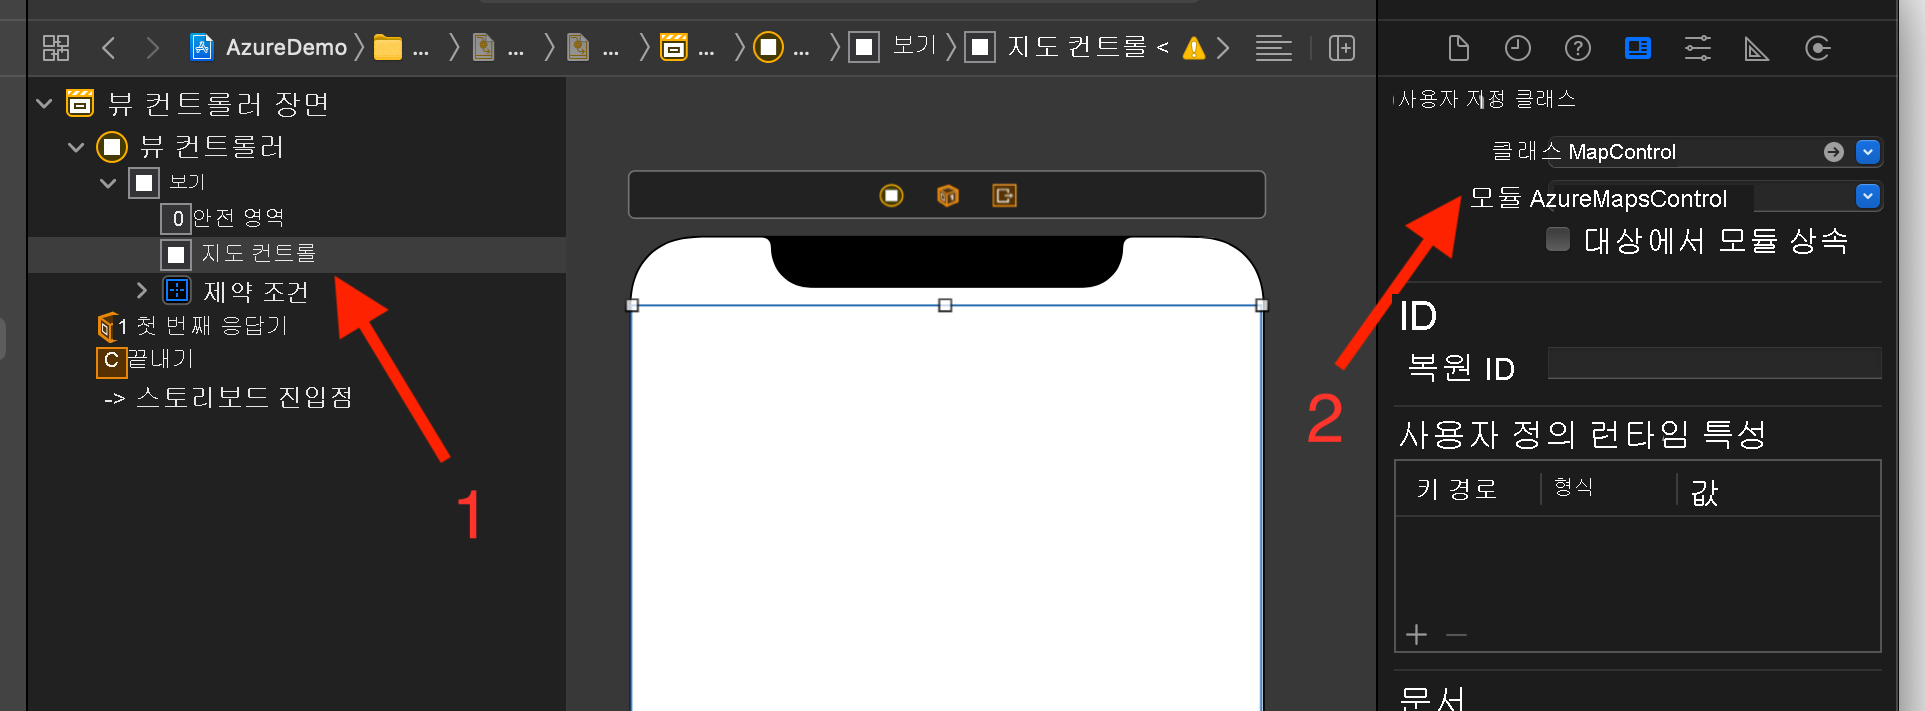 AzureDemo 〉 ... 〉 ... 〉 ... 〉 ... 〉 ... 〉 보기 〉 지도 컨트롤 <
뷰 컨트롤러 장면
뷰 컨트롤러
보기
0 안전 영역
지도 컨트롤
제약 조건
1 첫 번째 응답기
C 끝내기
-> 스토리보드 진입점
1
2
사용자 지정 클래스
클래스 MapControl
모듈 AzureMapsControl
대상에서 모듈 상속
ID
복원 ID
사용자 정의 런타임 특성
키 경로 형식 값
문서